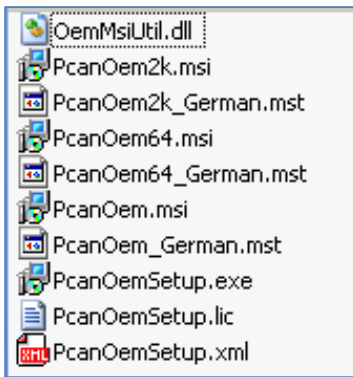 OemMsiUtil.dll
PcanOem2k.msi
PcanOem2k_German.mst
PcanOem64.msi
PcanOem64_German.mst
PcanOem.msi
PcanOem_German.mst
PcanOemSetup.exe
PcanOemSetup.lic
PcanOemSetup.xml